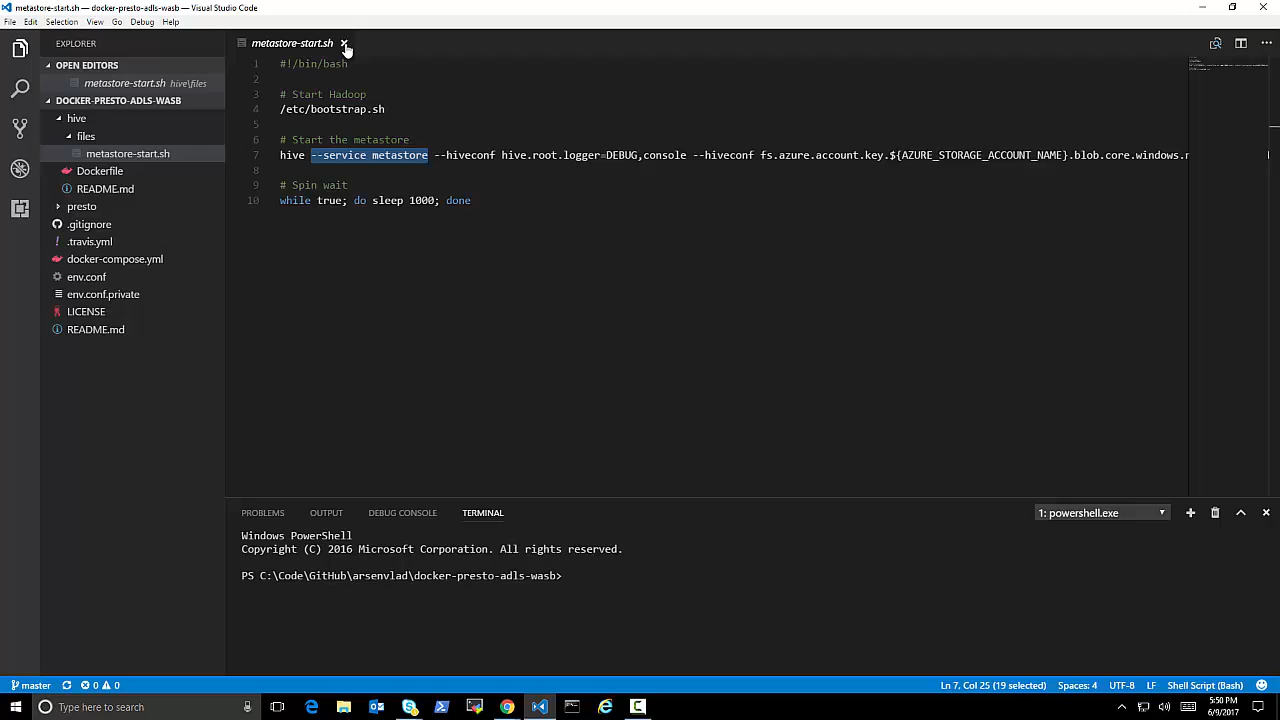 metastore-start.sh — docker-presto-adls-wasb — Visual Studio Code
File Edit Selection View Go Debug Help
EXPLORER
OPEN EDITORS
metastore-start.sh hive\files
DOCKER-PRESTO-ADLS-WASB
hive
files
metastore-start.sh
Dockerfile
README.md
presto
.gitignore
.travis.yml
docker-compose.yml
env.conf
env.conf.private
LICENSE
README.md
metastore-start.sh
1 #!/bin/bash
2
3 # Start Hadoop
4 /etc/bootstrap.sh
5
6 # Start the metastore
7 hive --service metastore --hiveconf hive.root.logger=DEBUG,console --hiveconf fs.azure.account.key.${AZURE_STORAGE_ACCOUNT_NAME}.blob.core.windows.n
8
9 # Spin wait
10 while true; do sleep 1000; done
PROBLEMS OUTPUT DEBUG CONSOLE TERMINAL
1: powershell.exe
Windows PowerShell
Copyright (C) 2016 Microsoft Corporation. All rights reserved.
PS C:\Code\GitHub\arsenvlad\docker-presto-adls-wasb>
master 0 0
Ln 7, Col 25 (19 selected) Spaces: 4 UTF-8 LF Shell Script (Bash)
Type here to search
5:50 PM
6/9/2017